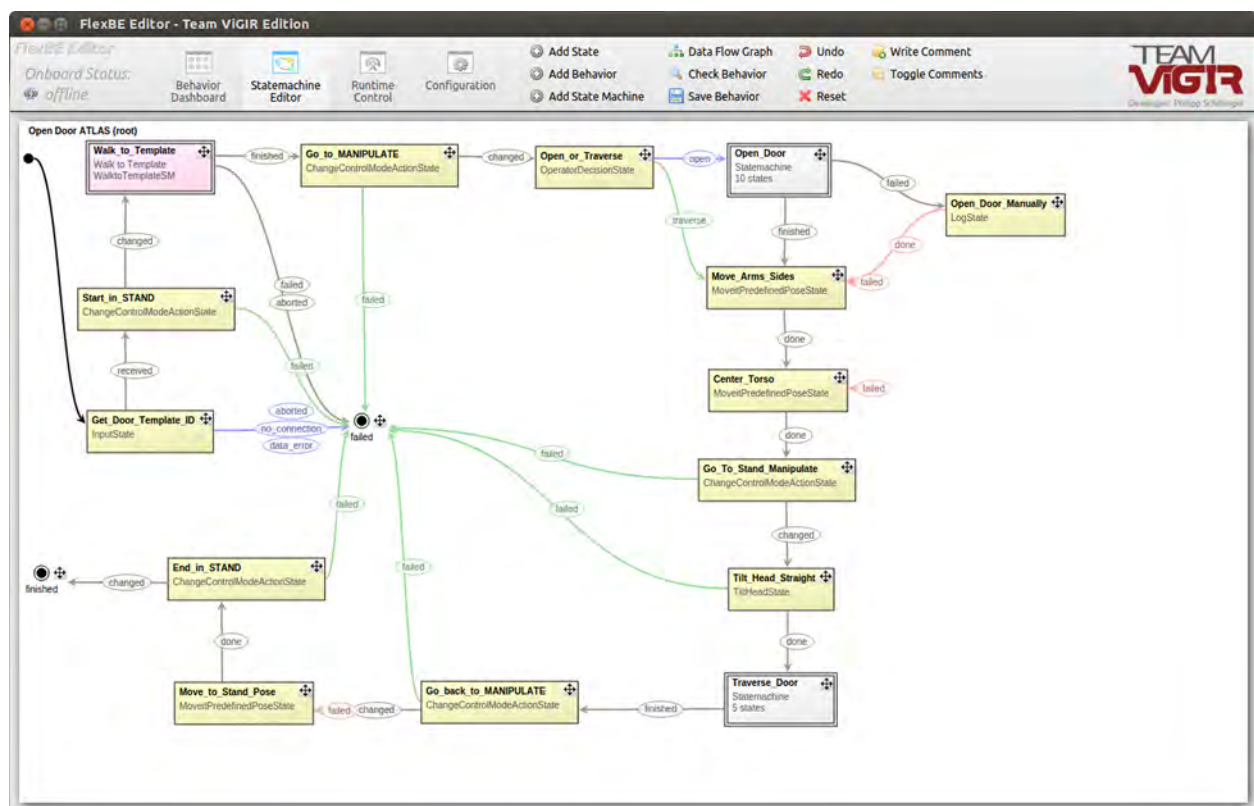 FlexBE Editor - Team ViGIR Edition
FlexBE Editor
Onboard Status:
offline
Behavior
Dashboard
Statemachine
Editor
Runtime
Control
Configuration
Add State
Add Behavior
Add State Machine
Data Flow Graph
Check Behavior
Save Behavior
Undo
Redo
Reset
Write Comment
Toggle Comments
TEAM
ViGIR
Developer: Philipp Schillinger
Open Door ATLAS (root)
Walk_to_Template
Walk to Template
WalktoTemplateSM
finished
Go_to_MANIPULATE
ChangeControlModeActionState
changed
Open_or_Traverse
OperatorDecisionState
open
Open_Door
Statemachine
10 states
failed
Open_Door_Manually
LogState
traverse
finished
done
changed
Move_Arms_Sides
MoveitPredefinedPoseState
failed
Start_in_STAND
ChangeControlModeActionState
failed
aborted
failed
done
received
failed
Center_Torso
MoveitPredefinedPoseState
failed
Get_Door_Template_ID
InputState
aborted
no_connection
data_error
failed
done
failed
Go_To_Stand_Manipulate
ChangeControlModeActionState
failed
failed
changed
End_in_STAND
ChangeControlModeActionState
failed
changed
finished
Tilt_Head_Straight
TiltHeadState
done
done
Move_to_Stand_Pose
MoveitPredefinedPoseState
failed
changed
Go_back_to_MANIPULATE
ChangeControlModeActionState
finished
Traverse_Door
Statemachine
5 states